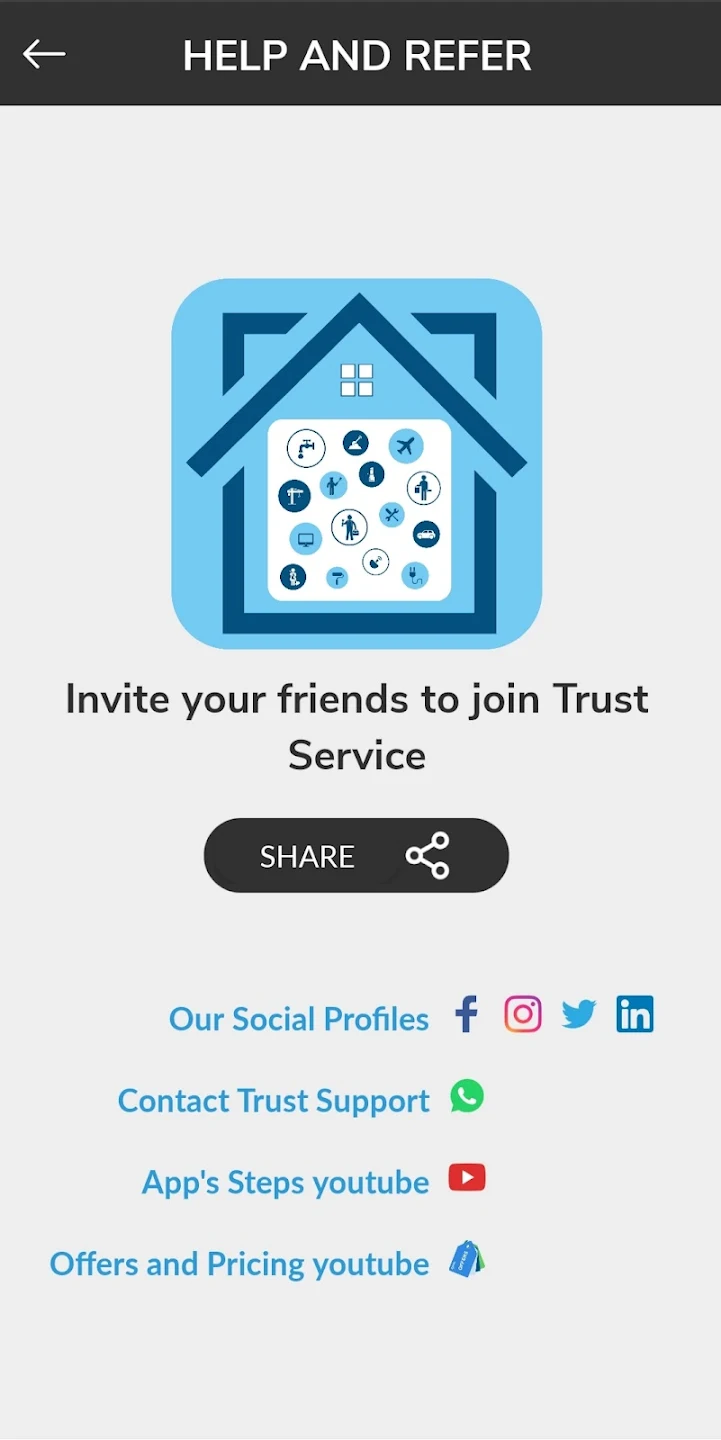 HELP AND REFER
Invite your friends to join Trust
Service
SHARE
Our Social Profiles
Contact Trust Support
App's Steps youtube
Offers and Pricing youtube